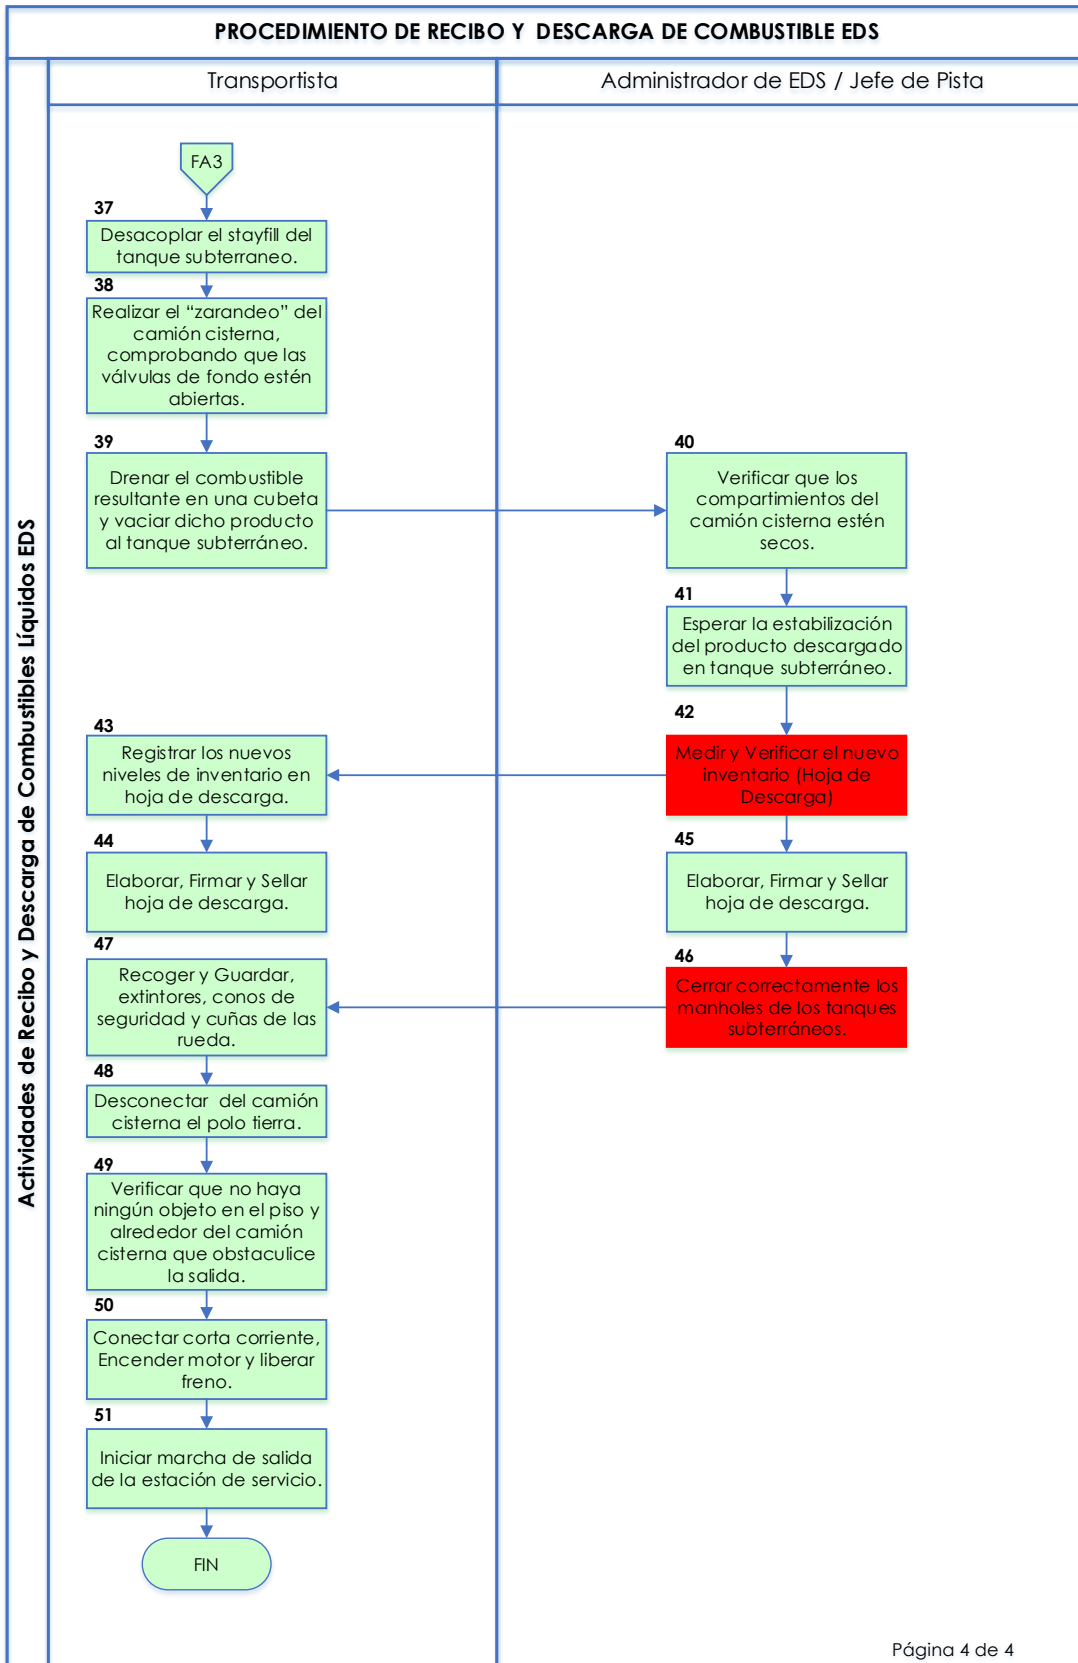 PROCEDIMIENTO DE RECIBO Y DESCARGA DE COMBUSTIBLE EDS
Transportista
Administrador de EDS / Jefe de Pista
Actividades de Recibo y Descarga de Combustibles Líquidos EDS
FA3
37
Desacoplar el stayfill del
tanque subterraneo.
38
Realizar el “zarandeo” del
camión cisterna,
comprobando que las
válvulas de fondo estén
abiertas.
39
Drenar el combustible
resultante en una cubeta
y vaciar dicho producto
al tanque subterráneo.
40
Verificar que los
compartimientos del
camión cisterna estén
secos.
41
Esperar la estabilización
del producto descargado
en tanque subterráneo.
42
Medir y Verificar el nuevo
inventario (Hoja de
Descarga)
43
Registrar los nuevos
niveles de inventario en
hoja de descarga.
44
Elaborar, Firmar y Sellar
hoja de descarga.
45
Elaborar, Firmar y Sellar
hoja de descarga.
46
Cerrar correctamente los
manholes de los tanques
subterráneos.
47
Recoger y Guardar,
extintores, conos de
seguridad y cuñas de las
rueda.
48
Desconectar del camión
cisterna el polo tierra.
49
Verificar que no haya
ningún objeto en el piso y
alrededor del camión
cisterna que obstaculice
la salida.
50
Conectar corta corriente,
Encender motor y liberar
freno.
51
Iniciar marcha de salida
de la estación de servicio.
FIN
Página 4 de 4